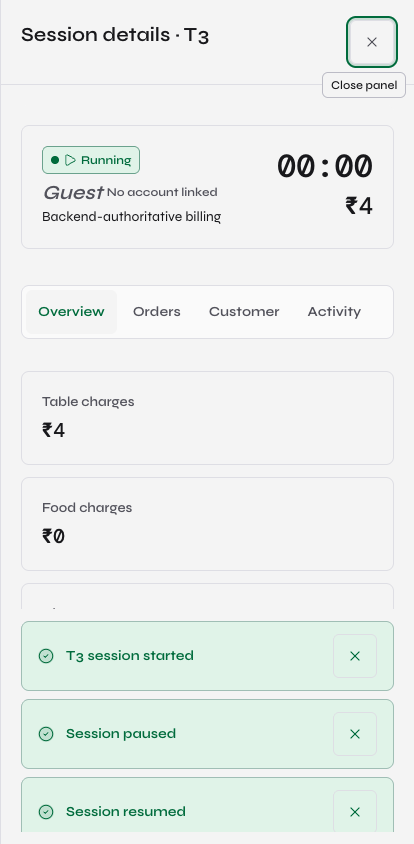 Session details · T3
Close panel
Running
Guest No account linked
Backend-authoritative billing
00:00
₹4
Overview Orders Customer Activity
Table charges
₹4
Food charges
₹0
T3 session started
Session paused
Session resumed